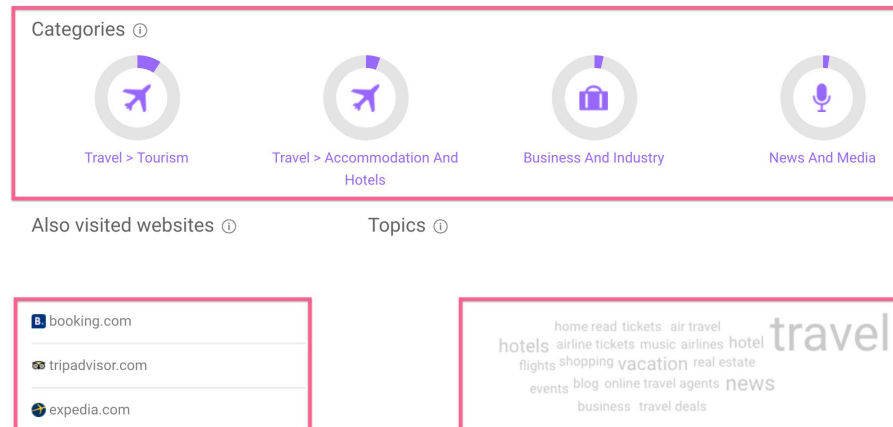 Categories
Travel > Tourism
Travel > Accommodation And
Hotels
Business And Industry
News And Media
Also visited websites
Topics
booking.com
tripadvisor.com
expedia.com
home read tickets air travel
hotels airline tickets music airlines hotel travel
flights shopping vacation real estate
events blog online travel agents news
business travel deals